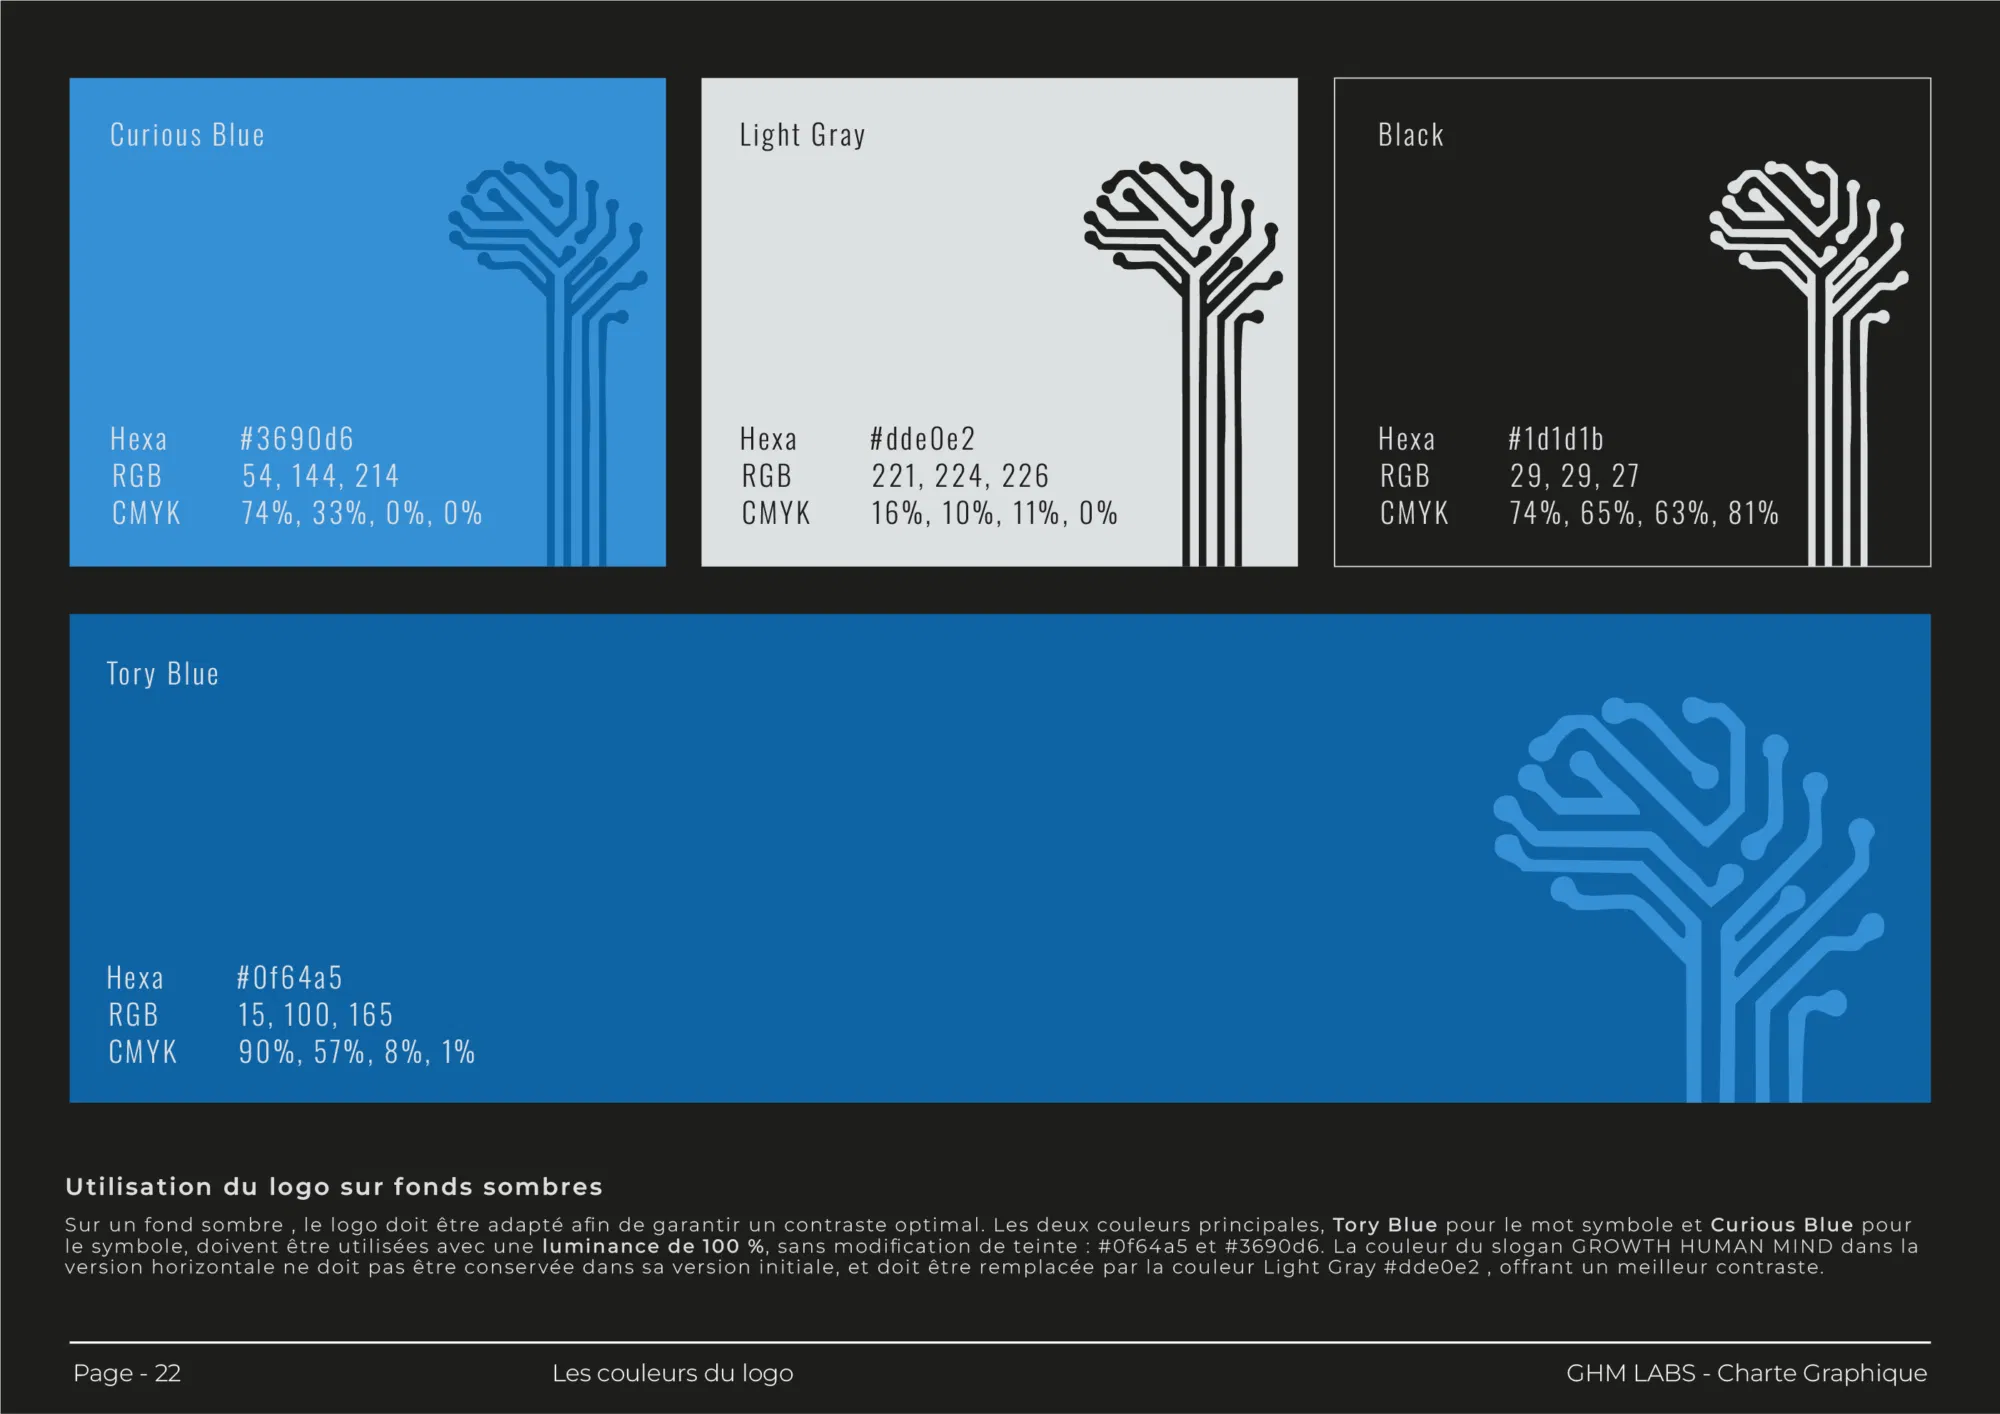 Curious Blue
Hexa #3690d6
RGB 54, 144, 214
CMYK 74%, 33%, 0%, 0%
Light Gray
Hexa #dde0e2
RGB 221, 224, 226
CMYK 16%, 10%, 11%, 0%
Black
Hexa #1d1d1b
RGB 29, 29, 27
CMYK 74%, 65%, 63%, 81%
Tory Blue
Hexa #0f64a5
RGB 15, 100, 165
CMYK 90%, 57%, 8%, 1%
Utilisation du logo sur fonds sombres
Sur un fond sombre , le logo doit être adapté afin de garantir un contraste optimal. Les deux couleurs principales, Tory Blue pour le mot symbole et Curious Blue pour
le symbole, doivent être utilisées avec une luminance de 100 %, sans modification de teinte : #0f64a5 et #3690d6. La couleur du slogan GROWTH HUMAN MIND dans la
version horizontale ne doit pas être conservée dans sa version initiale, et doit être remplacée par la couleur Light Gray #dde0e2 , offrant un meilleur contraste.
Page - 22
Les couleurs du logo
GHM LABS - Charte Graphique